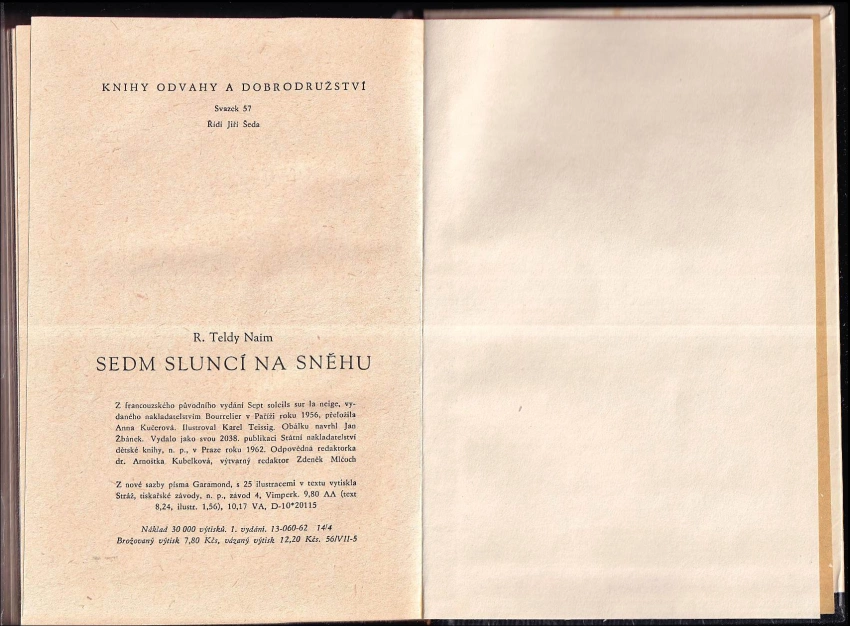 KNIHY ODVAHY A DOBRODRUŽSTVÍ
Svazek 57
Řídí Jiří Šeda
R. Teldy Naim
SEDM SLUNCÍ NA SNĚHU
Z francouzského původního vydání Sept soleils sur la neige, vy-
daného nakladatelstvím Bourrelier v Paříži roku 1956, přeložila
Anna Kučerová. Ilustroval Karel Teissig. Obálku navrhl Jan
Žbánek. Vydalo jako svou 2038. publikaci Státní nakladatelství
dětské knihy, n. p., v Praze roku 1962. Odpovědná redaktorka
dr. Arnoštka Kubelková, výtvarný redaktor Zdeněk Mlčoch
Z nové sazby písma Garamond, s 25 ilustracemi v textu vytiskla
Stráž, tiskařské závody, n. p., závod 4, Vimperk. 9,80 AA (text
8,24, ilustr. 1,56), 10,17 VA, D-10*20115
Náklad 30 000 výtisků. 1. vydání. 13-060-62 14/4
Brožovaný výtisk 7,80 Kčs, vázaný výtisk 12,20 Kčs. 56/VII-5